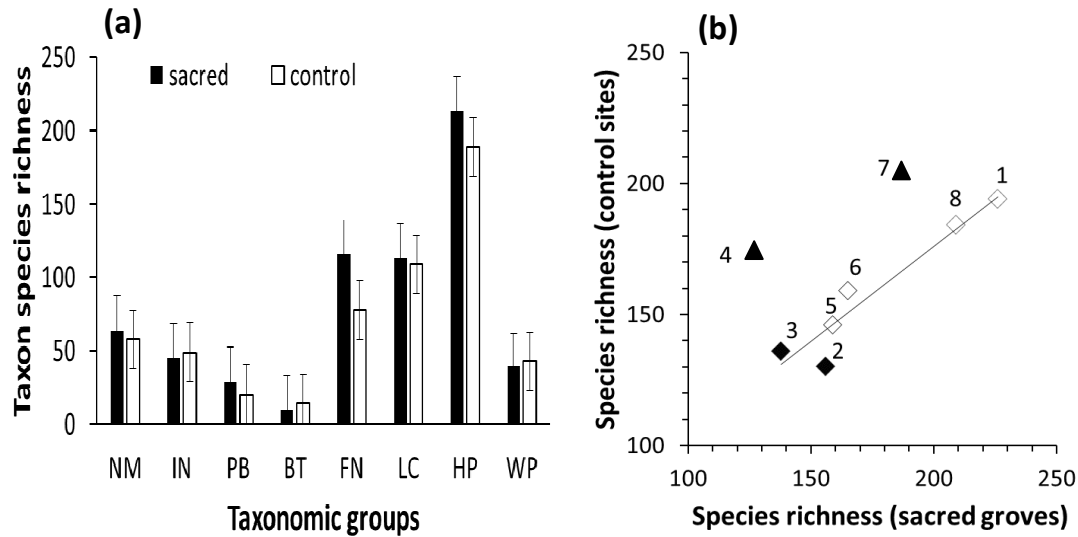 (a)
sacred control
Taxon species richness
250
200
150
100
50
0
NM IN PB BT FN LC HP WP
Taxonomic groups
(b)
Species richness (control sites)
250
200
150
100
7
1
8
4
6
5
3
2
100 150 200 250
Species richness (sacred groves)